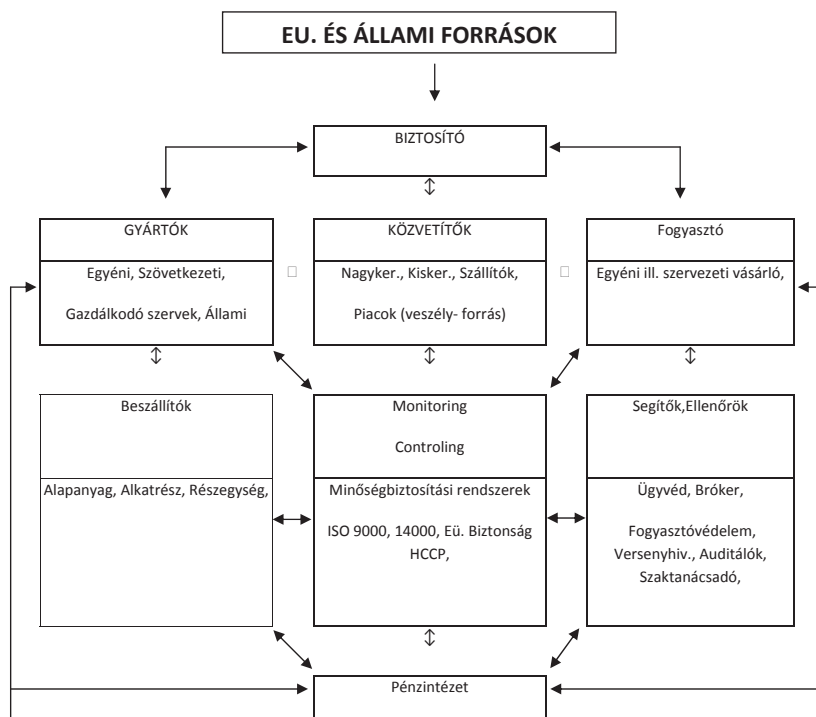 EU. ÉS ÁLLAMI FORRÁSOK
BIZTOSÍTÓ
GYÁRTÓK
Egyéni, Szövetkezeti,
Gazdálkodó szervek, Állami
KÖZVETÍTŐK
Nagyker., Kisker., Szállítók,
Piacok (veszély- forrás)
Fogyasztó
Egyéni ill. szervezeti vásárló,
Beszállítók
Alapanyag, Alkatrész, Részegység,
Monitoring
Controling
Minőségbiztosítási rendszerek
ISO 9000, 14000, Eü. Biztonság
HCCP,
Segítők,Ellenőrök
Ügyvéd, Bróker,
Fogyasztóvédelem,
Versenyhiv., Auditálók,
Szaktanácsadó,
Pénzintézet